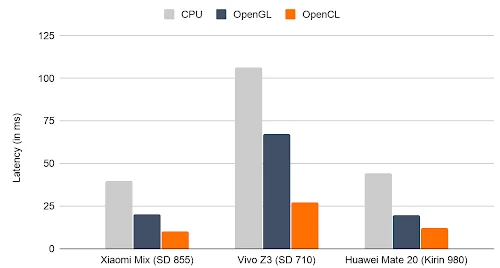 CPU OpenGL OpenCL
125
100
75
50
25
0
Latency (in ms)
Xiaomi Mix (SD 855) Vivo Z3 (SD 710) Huawei Mate 20 (Kirin 980)